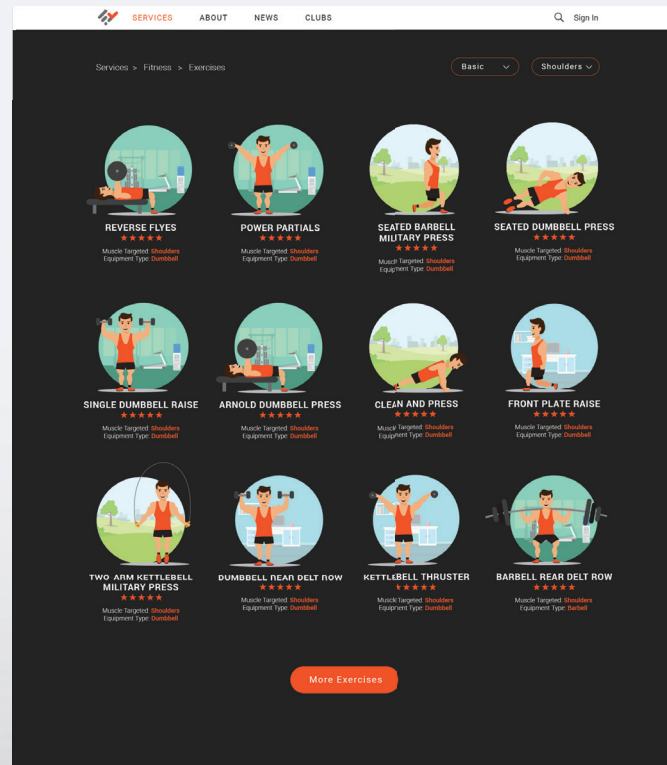 SERVICES ABOUT NEWS CLUBS Sign In
Services > Fitness > Exercises
Basic
Shoulders
REVERSE FLYES
Muscle Targeted: Shoulders
Equipment Type: Dumbbell
POWER PARTIALS
Muscle Targeted: Shoulders
Equipment Type: Dumbbell
SEATED BARBELL
MILITARY PRESS
Muscle Targeted: Shoulders
Equipment Type: Dumbbell
SEATED DUMBBELL PRESS
Muscle Targeted: Shoulders
Equipment Type: Dumbbell
SINGLE DUMBBELL RAISE
Muscle Targeted: Shoulders
Equipment Type: Dumbbell
ARNOLD DUMBBELL PRESS
Muscle Targeted: Shoulders
Equipment Type: Dumbbell
CLEAN AND PRESS
Muscle Targeted: Shoulders
Equipment Type: Dumbbell
FRONT PLATE RAISE
Muscle Targeted: Shoulders
Equipment Type: Dumbbell
TWO ARM KETTLEBELL
MILITARY PRESS
Muscle Targeted: Shoulders
Equipment Type: Dumbbell
DUMBBELL REAR DELT ROW
Muscle Targeted: Shoulders
Equipment Type: Dumbbell
KETTLEBELL THRUSTER
Muscle Targeted: Shoulders
Equipment Type: Dumbbell
BARBELL REAR DELT ROW
Muscle Targeted: Shoulders
Equipment Type: Barbell
More Exercises